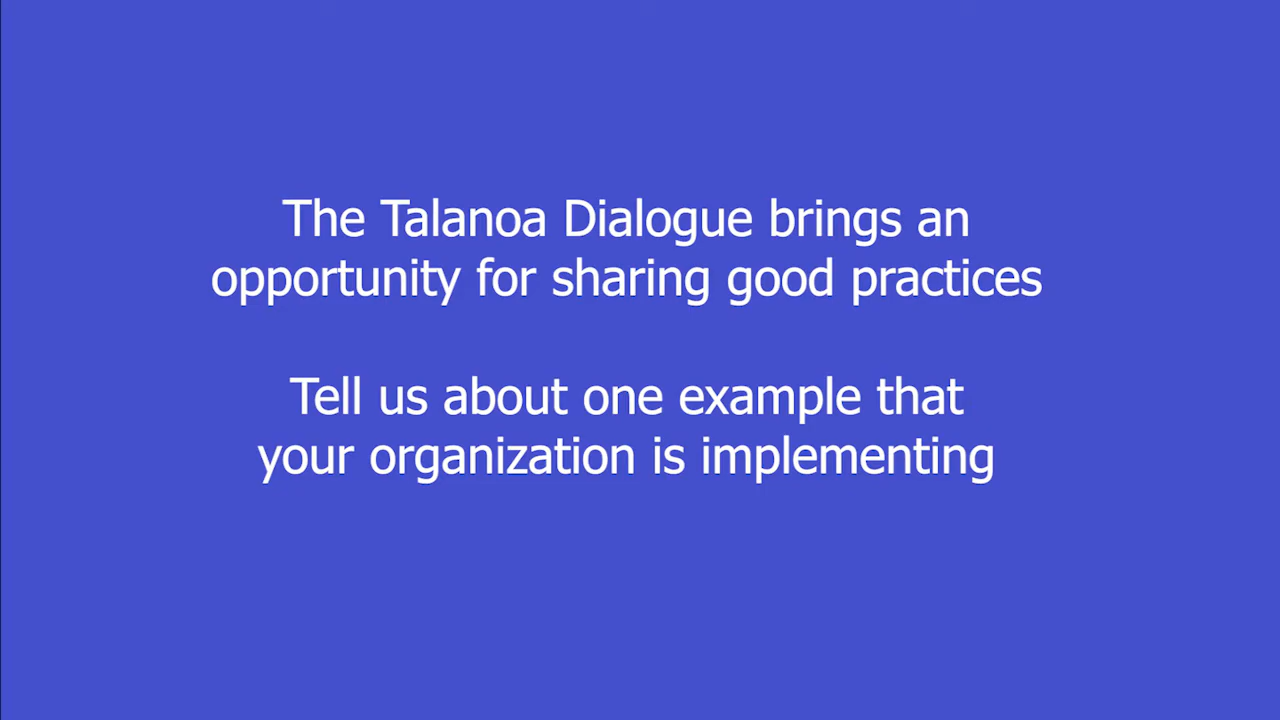 The Talanoa Dialogue brings an
opportunity for sharing good practices
Tell us about one example that
your organization is implementing